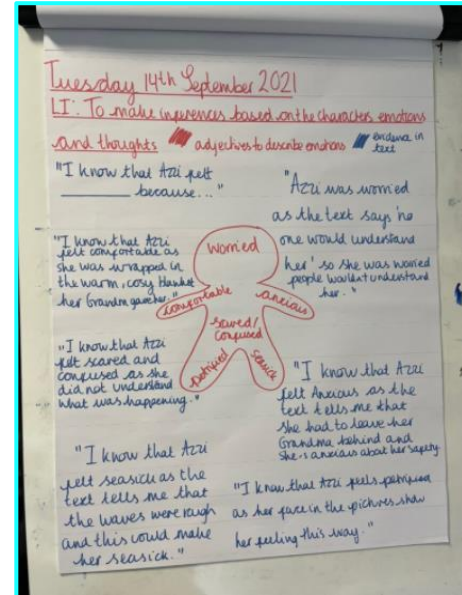 Tuesday 14th September 2021
LI: To make inferences based on the characters emotions
and thoughts adjectives to describe emotions evidence in
text
"I know that Azzi felt
______ because..."
"Azzi was worried
as the text says 'no
one would understand
her' so she was worried
people wouldn't understand
her."
"I know that Azzi
felt comfortable as
she was wrapped in
the warm, cosy blanket
her Grandma gave her."
worried
comfortable
anxious
scared/
confused
petrified
seasick
"I know that Azzi
felt scared and
confused as she
did not understand
what was happening."
"I know that Azzi
felt Anxious as the
text tells me that
she had to leave her
Grandma behind and
she is anxious about her safety
"I know that Azzi
felt seasick as the
text tells me that
the waves were rough
and this could make
her seasick."
"I know that Azzi feels petrified
as her face in the pictures show
her feeling this way."